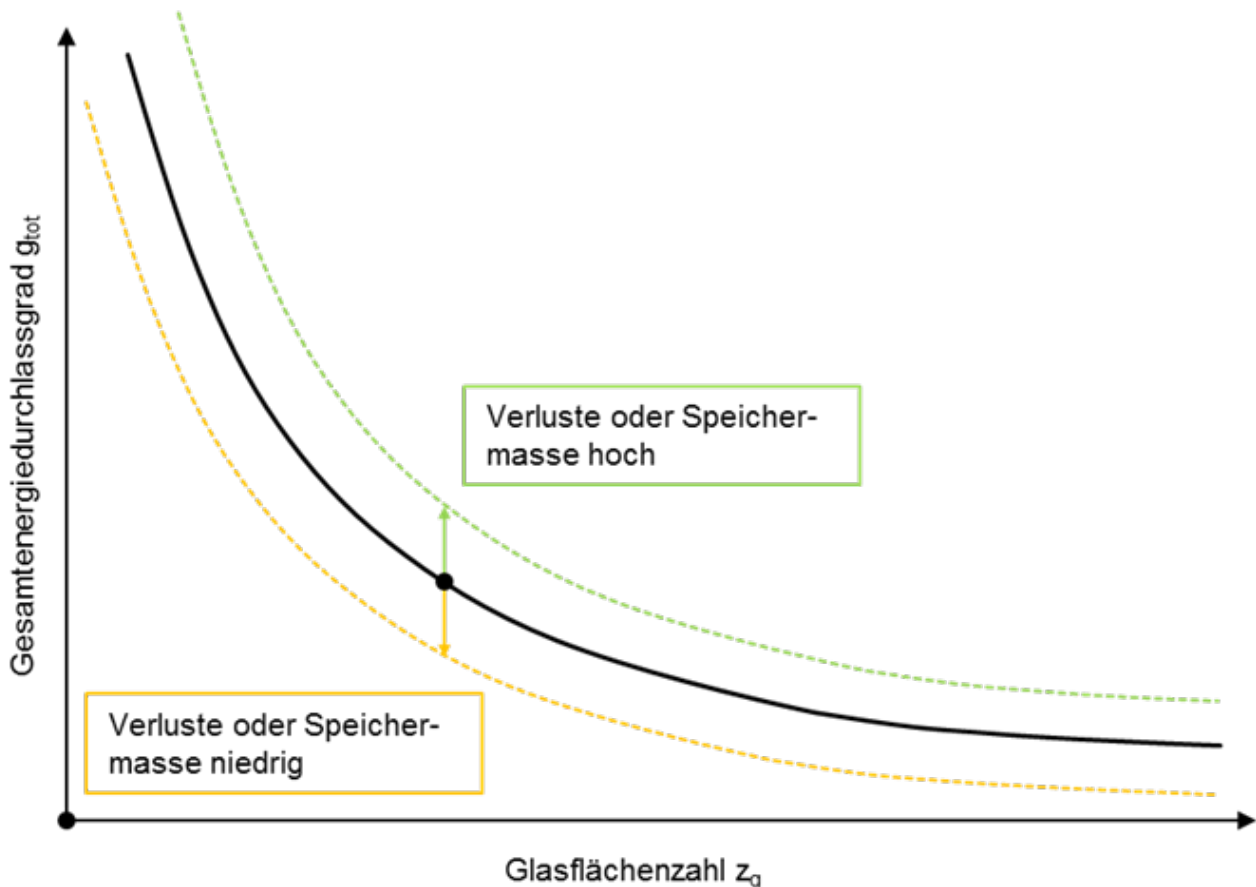 Gesamtenergiedurchlassgrad gtot
Verluste oder Speicher-
masse hoch
Verluste oder Speicher-
masse niedrig
Glasflächenzahl zg